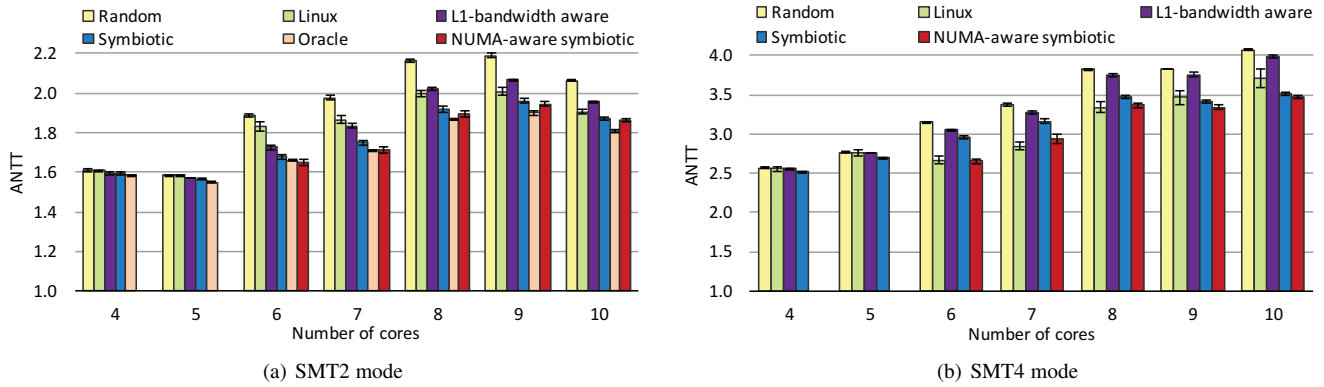 Random Linux L1-bandwidth aware
Symbiotic Oracle NUMA-aware symbiotic
2.2
2.0
1.8
1.6
1.4
1.2
1.0
ANTT
4 5 6 7 8 9 10
Number of cores
(a) SMT2 mode
Random Linux L1-bandwidth aware
Symbiotic NUMA-aware symbiotic
4.0
3.5
3.0
2.5
2.0
1.5
1.0
ANTT
4 5 6 7 8 9 10
Number of cores
(b) SMT4 mode